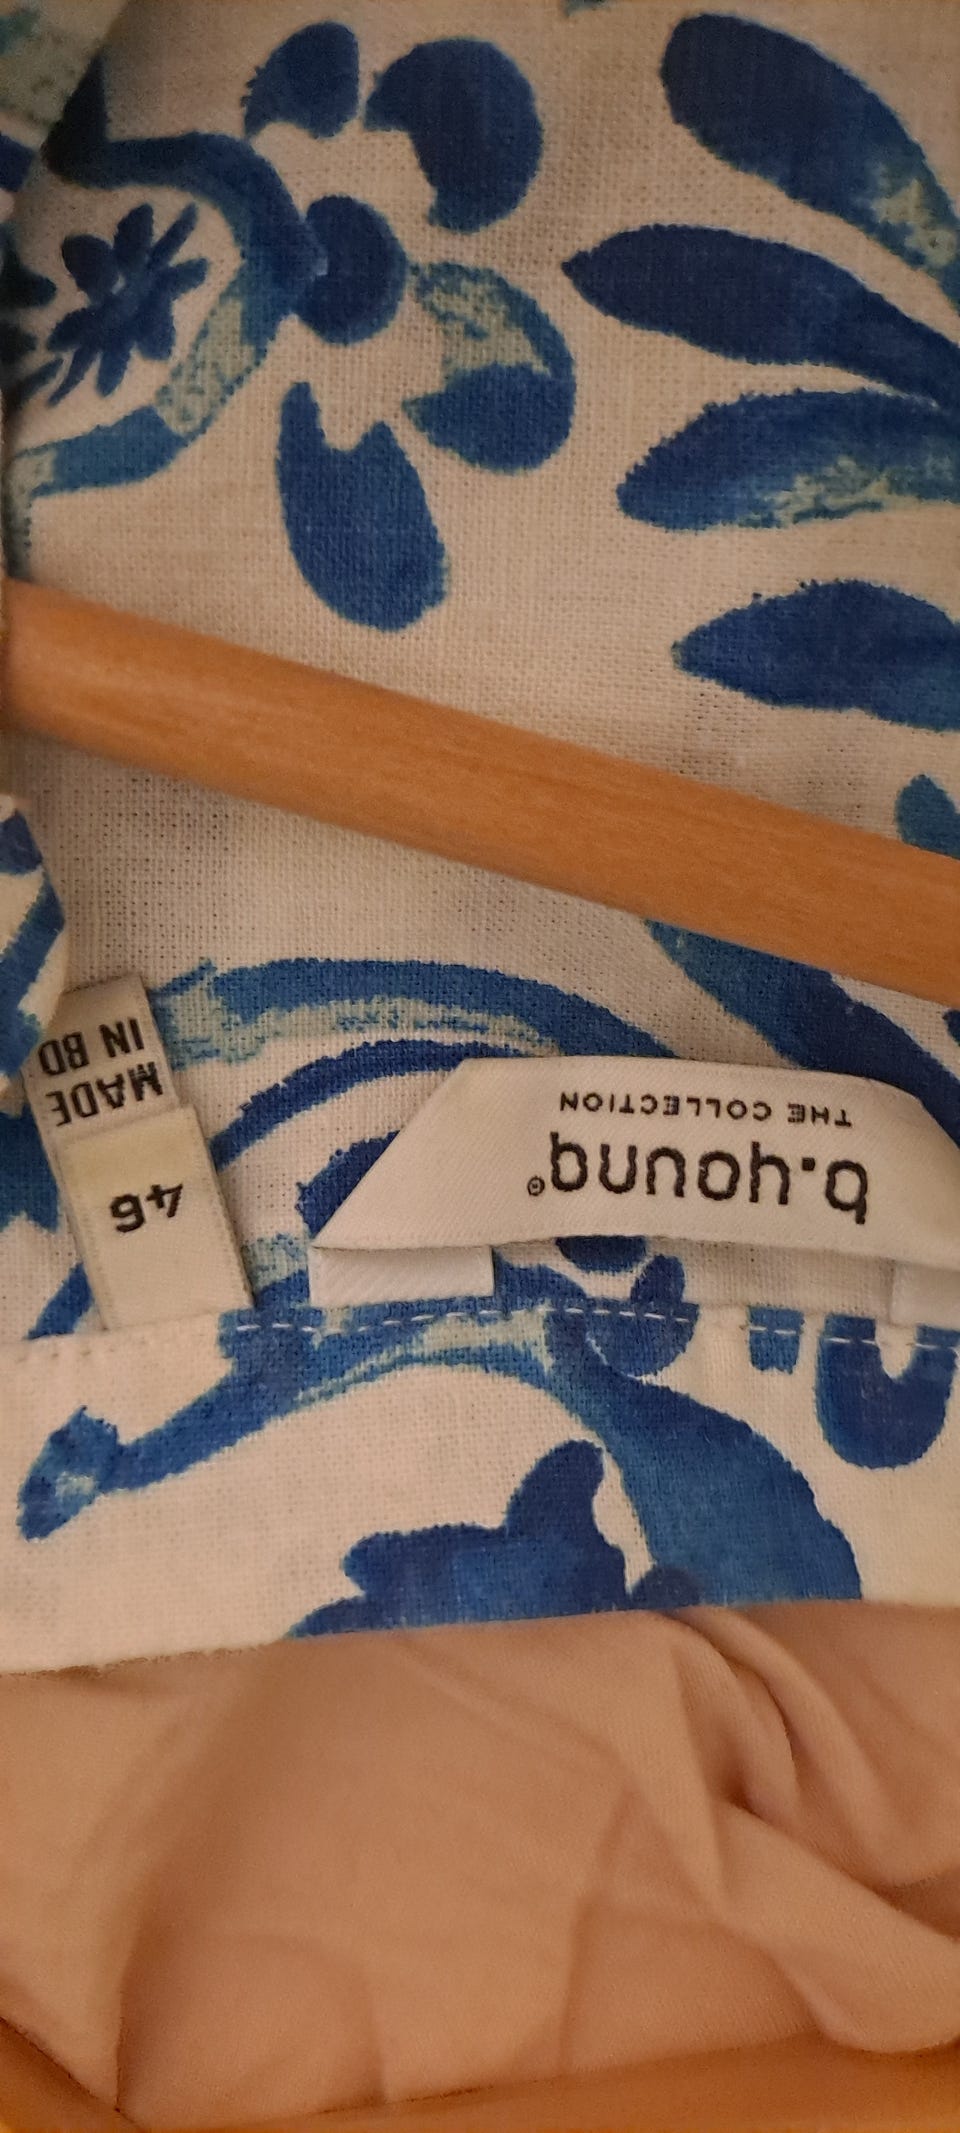 b.young®
THE COLLECTION
46
MADE
IN BD